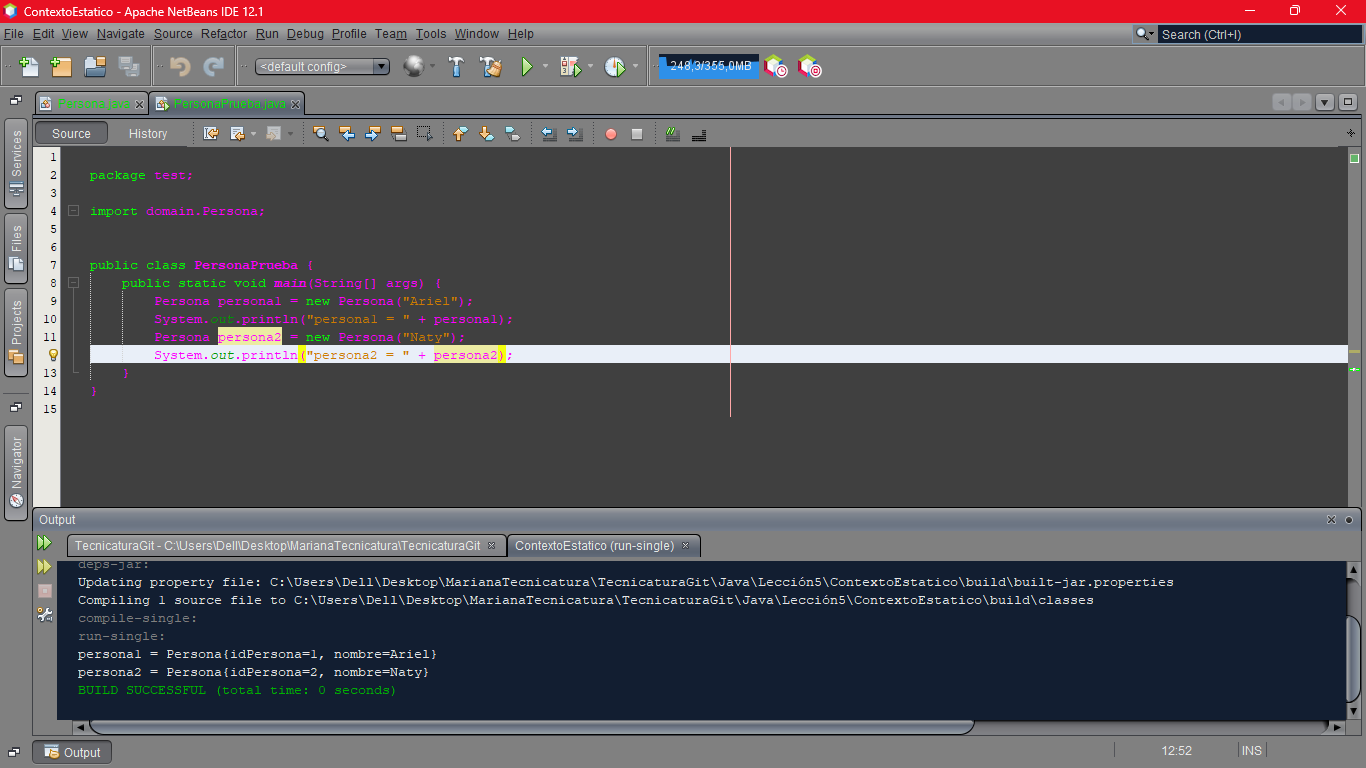 ContextoEstatico - Apache NetBeans IDE 12.1
File Edit View Navigate Source Refactor Run Debug Profile Team Tools Window Help
Search (Ctrl+I)
<default config>
248,3/355,0MB
Persona.java PersonaPrueba.java
Source History
Services
Files
Projects
Navigator
1
2 package test;
3
4 import domain.Persona;
5
6
7 public class PersonaPrueba {
8 public static void main(String[] args) {
9 Persona persona1 = new Persona("Ariel");
10 System.out.println("persona1 = " + persona1);
11 Persona persona2 = new Persona("Naty");
System.out.println("persona2 = " + persona2);
13 }
14 }
15
Output
TecnicaturaGit - C:\Users\Dell\Desktop\MarianaTecnicatura\TecnicaturaGit ContextoEstatico (run-single)
deps-jar:
Updating property file: C:\Users\Dell\Desktop\MarianaTecnicatura\TecnicaturaGit\Java\Lección5\ContextoEstatico\build\built-jar.properties
Compiling 1 source file to C:\Users\Dell\Desktop\MarianaTecnicatura\TecnicaturaGit\Java\Lección5\ContextoEstatico\build\classes
compile-single:
run-single:
persona1 = Persona{idPersona=1, nombre=Ariel}
persona2 = Persona{idPersona=2, nombre=Naty}
BUILD SUCCESSFUL (total time: 0 seconds)
Output
12:52 INS